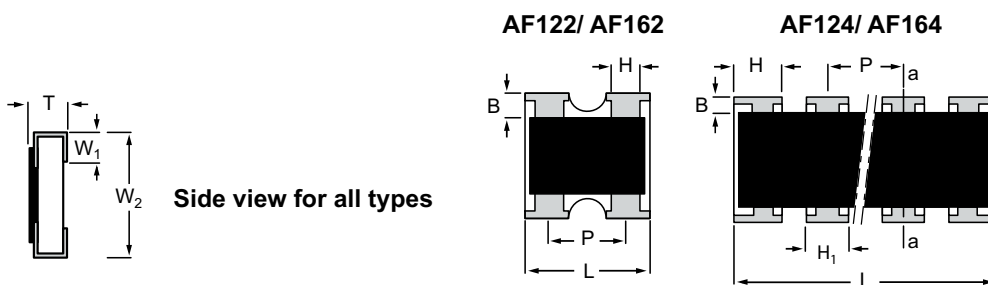 AF122/ AF162
AF124/ AF164
T
W1
W2
Side view for all types
H
B
P
L
H
P
a
B
a
H1
L